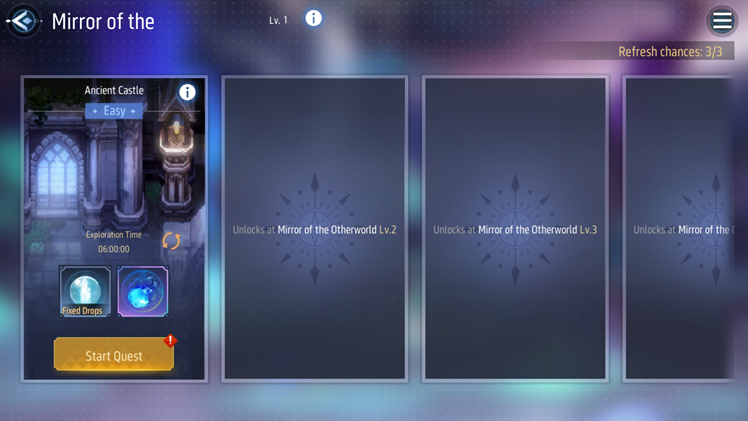 Mirror of the
Lv. 1
Refresh chances: 3/3
Ancient Castle
Easy
Exploration Time
06:00:00
Fixed Drops
Start Quest
Unlocks at Mirror of the Otherworld Lv.2
Unlocks at Mirror of the Otherworld Lv.3
Unlocks at Mirror of the